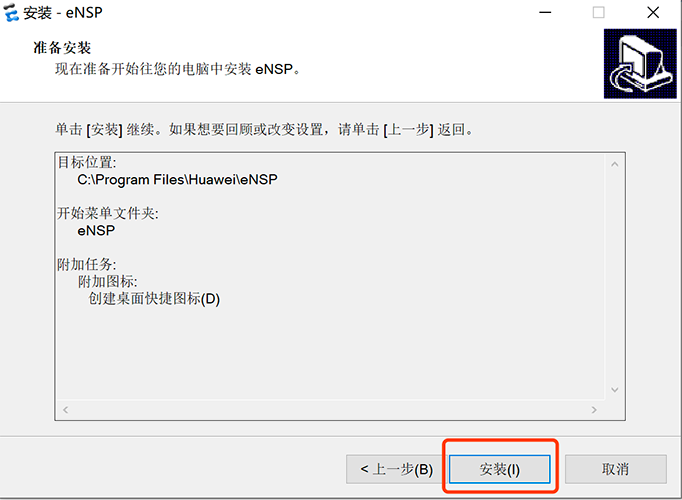 安装 - eNSP
准备安装
现在准备开始往您的电脑中安装 eNSP。
单击 [安装] 继续。如果想要回顾或改变设置，请单击 [上一步] 返回。
目标位置:
C:\Program Files\Huawei\eNSP
开始菜单文件夹:
eNSP
附加任务:
附加图标:
创建桌面快捷图标(D)
< 上一步(B)
安装(I)
取消